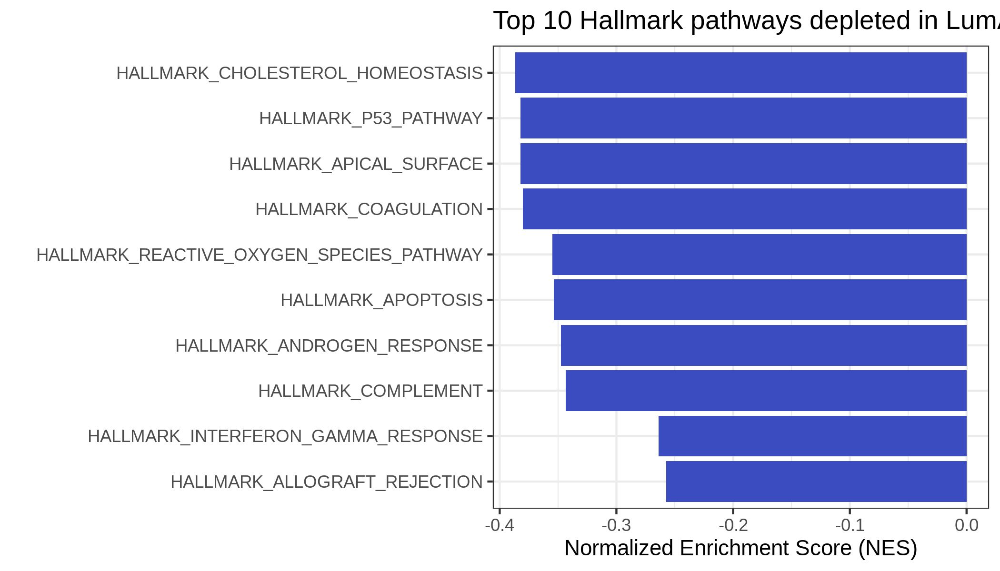 Top 10 Hallmark pathways depleted in Lum
HALLMARK_CHOLESTEROL_HOMEOSTASIS
HALLMARK_P53_PATHWAY
HALLMARK_APICAL_SURFACE
HALLMARK_COAGULATION
HALLMARK_REACTIVE_OXYGEN_SPECIES_PATHWAY
HALLMARK_APOPTOSIS
HALLMARK_ANDROGEN_RESPONSE
HALLMARK_COMPLEMENT
HALLMARK_INTERFERON_GAMMA_RESPONSE
HALLMARK_ALLOGRAFT_REJECTION
-0.4 -0.3 -0.2 -0.1 0.0
Normalized Enrichment Score (NES)